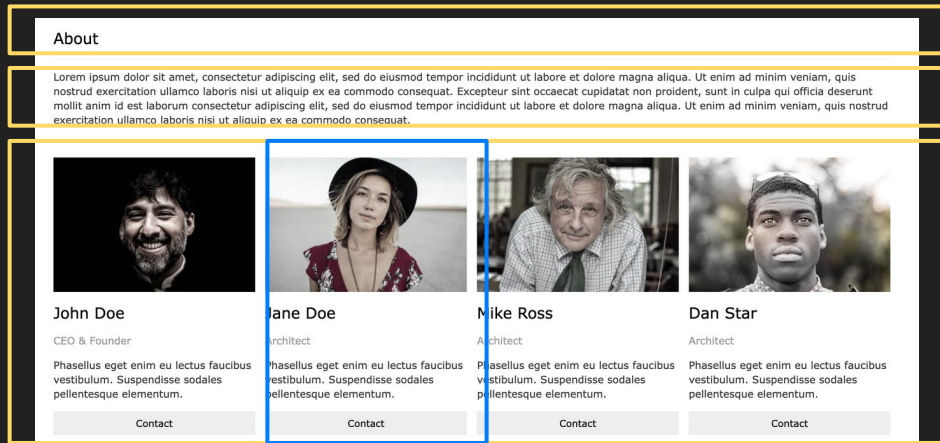 About
Lorem ipsum dolor sit amet, consectetur adipiscing elit, sed do eiusmod tempor incididunt ut labore et dolore magna aliqua. Ut enim ad minim veniam, quis
nostrud exercitation ullamco laboris nisi ut aliquip ex ea commodo consequat. Excepteur sint occaecat cupidatat non proident, sunt in culpa qui officia deserunt
mollit anim id est laborum consectetur adipiscing elit, sed do eiusmod tempor incididunt ut labore et dolore magna aliqua. Ut enim ad minim veniam, quis nostrud
exercitation ullamco laboris nisi ut aliquip ex ea commodo consequat.
John Doe
CEO & Founder
Phasellus eget enim eu lectus faucibus
vestibulum. Suspendisse sodales
pellentesque elementum.
Contact
Jane Doe
Architect
Phasellus eget enim eu lectus faucibus
vestibulum. Suspendisse sodales
pellentesque elementum.
Contact
Mike Ross
Architect
Phasellus eget enim eu lectus faucibus
vestibulum. Suspendisse sodales
pellentesque elementum.
Contact
Dan Star
Architect
Phasellus eget enim eu lectus faucibus
vestibulum. Suspendisse sodales
pellentesque elementum.
Contact